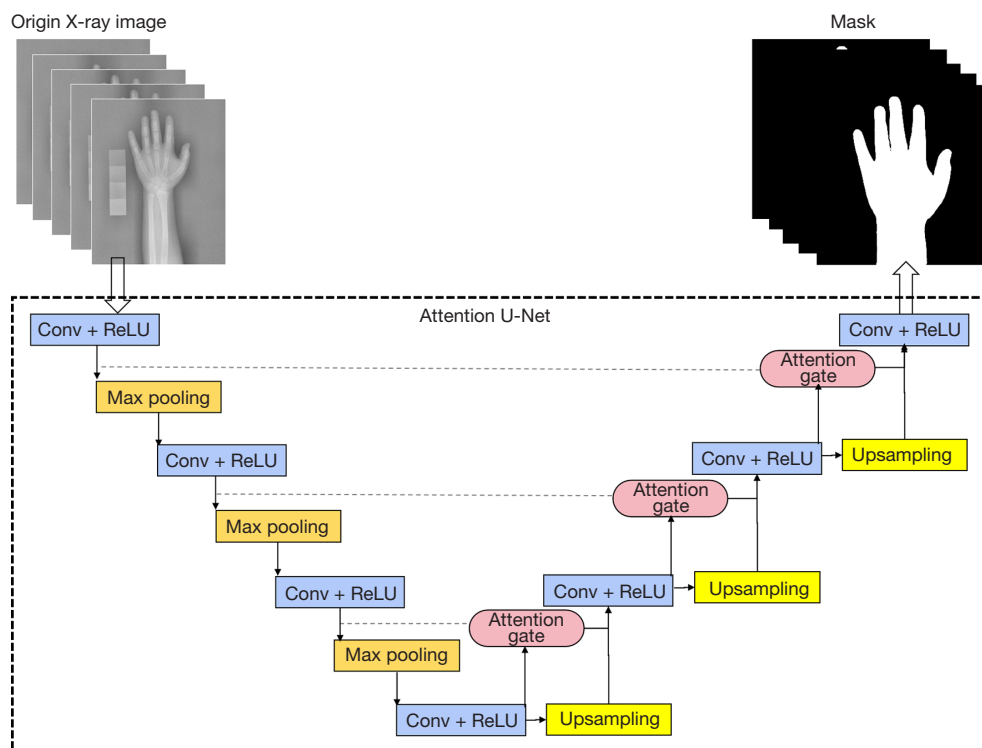 Origin X-ray image
Mask
Attention U-Net
Conv + ReLU
Conv + ReLU
Attention
gate
Max pooling
Conv + ReLU
Conv + ReLU
Upsampling
Attention
gate
Max pooling
Conv + ReLU
Conv + ReLU
Upsampling
Attention
gate
Max pooling
Conv + ReLU
Upsampling